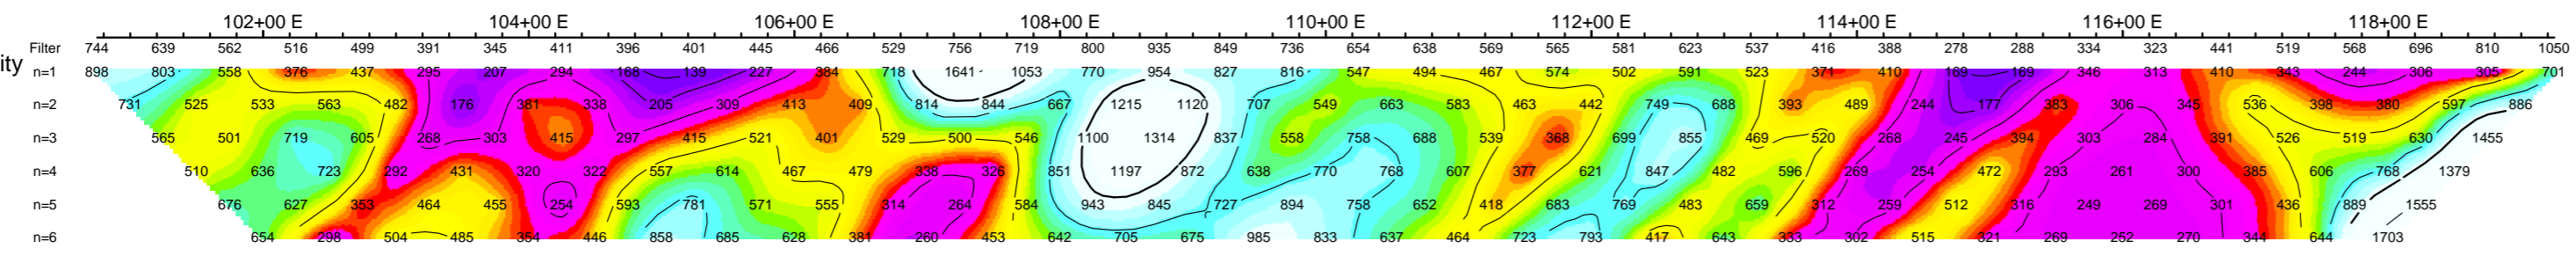 102+00 E 104+00 E 106+00 E 108+00 E 110+00 E 112+00 E 114+00 E 116+00 E 118+00 E
Filter 744 639 562 516 499 391 345 411 396 401 445 466 529 756 719 800 935 849 736 654 638 569 565 581 623 537 416 388 278 288 334 323 441 519 568 696 810 1050
ity
n=1 898 803 558 376 437 295 207 294 168 139 227 384 718 1641 1053 770 954 827 816 547 494 467 574 502 591 523 371 410 169 169 346 313 410 343 244 306 305 701
n=2 731 525 533 563 482 176 381 338 205 309 413 409 814 844 667 1215 1120 707 549 663 583 463 442 749 688 393 489 244 177 383 306 345 536 398 380 597 886
n=3 565 501 719 605 268 303 415 297 415 521 401 529 500 546 1100 1314 837 558 758 688 539 368 699 855 469 520 268 245 394 303 284 391 526 519 630 1455
n=4 510 636 723 292 431 320 322 557 614 467 479 338 326 851 1197 872 638 770 768 607 377 621 847 482 596 269 254 472 293 261 300 385 606 768 1379
n=5 676 627 353 464 455 254 593 781 571 555 314 264 584 943 845 727 894 758 652 418 683 769 483 659 312 259 512 316 249 269 301 436 889 1555
n=6 654 298 504 485 354 446 858 685 628 381 260 453 642 705 675 985 833 637 464 723 793 417 643 333 302 515 321 269 252 270 344 644 1703